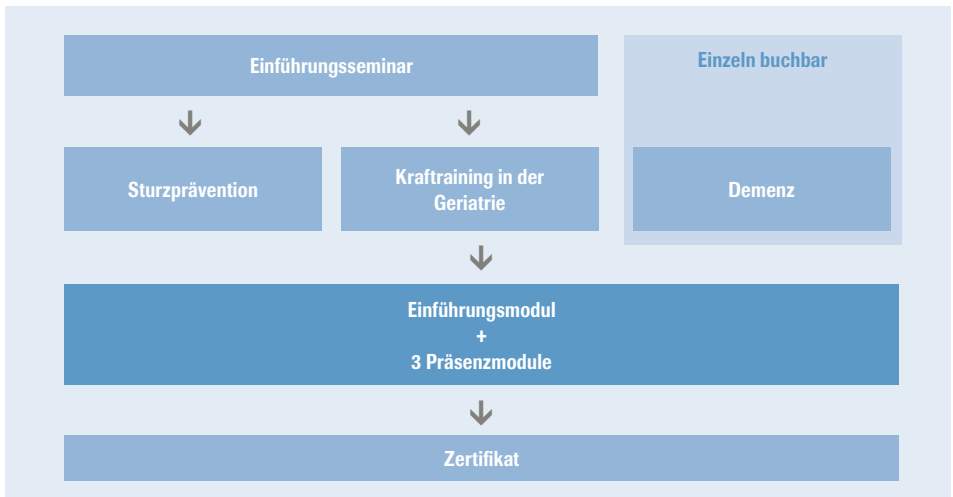 Einführungsseminar
Einzeln buchbar
Sturzprävention
Kraftraining in der
Geriatrie
Demenz
Einführungsmodul
+
3 Präsenzmodule
Zertifikat